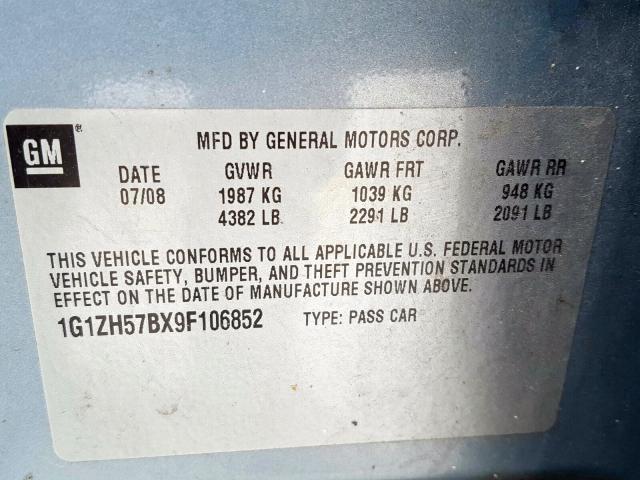 GM®
MFD BY GENERAL MOTORS CORP.
DATE GVWR GAWR FRT GAWR RR
07/08 1987 KG 1039 KG 948 KG
4382 LB 2291 LB 2091 LB
THIS VEHICLE CONFORMS TO ALL APPLICABLE U.S. FEDERAL MOTOR
VEHICLE SAFETY, BUMPER, AND THEFT PREVENTION STANDARDS IN
EFFECT ON THE DATE OF MANUFACTURE SHOWN ABOVE.
1G1ZH57BX9F106852 TYPE: PASS CAR